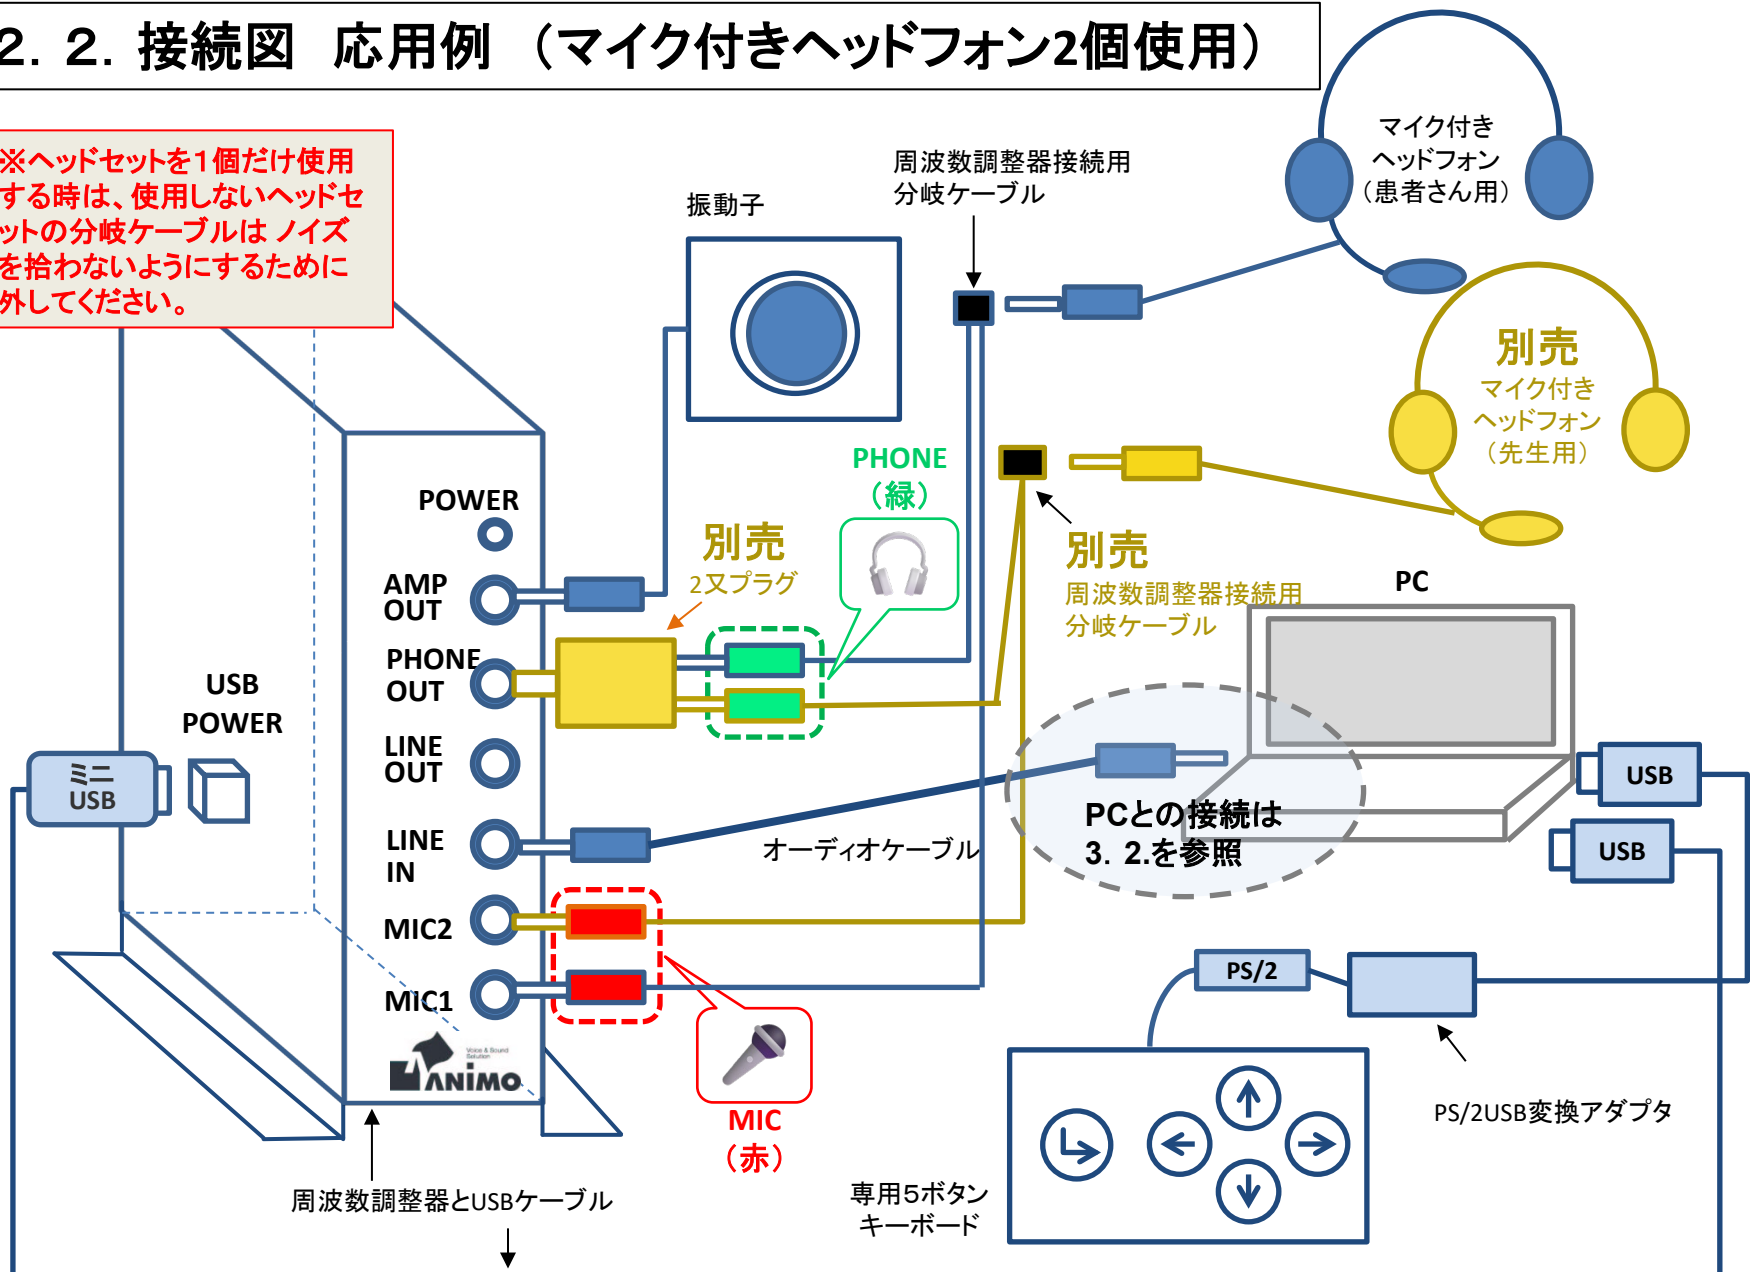 2. 2. 接続図　応用例　（マイク付きヘッドフォン2個使用）
※ヘッドセットを１個だけ使用
する時は、使用しないヘッドセ
ットの分岐ケーブルは ノイズ
を拾わないようにするために
外してください。
振動子
周波数調整器接続用
分岐ケーブル
マイク付き
ヘッドフォン
（患者さん用）
別売
マイク付き
ヘッドフォン
（先生用）
PHONE
（緑）
別売
2又プラグ
別売
周波数調整器接続用
分岐ケーブル
PC
POWER
AMP
OUT
PHONE
OUT
LINE
OUT
LINE
IN
MIC2
MIC1
USB
POWER
ミニ
USB
オーディオケーブル
PCとの接続は
3. 2.を参照
USB
USB
PS/2
PS/2USB変換アダプタ
Voice & Sound
Solution
ANIMO
MIC
（赤）
周波数調整器とUSBケーブル
専用５ボタン
キーボード